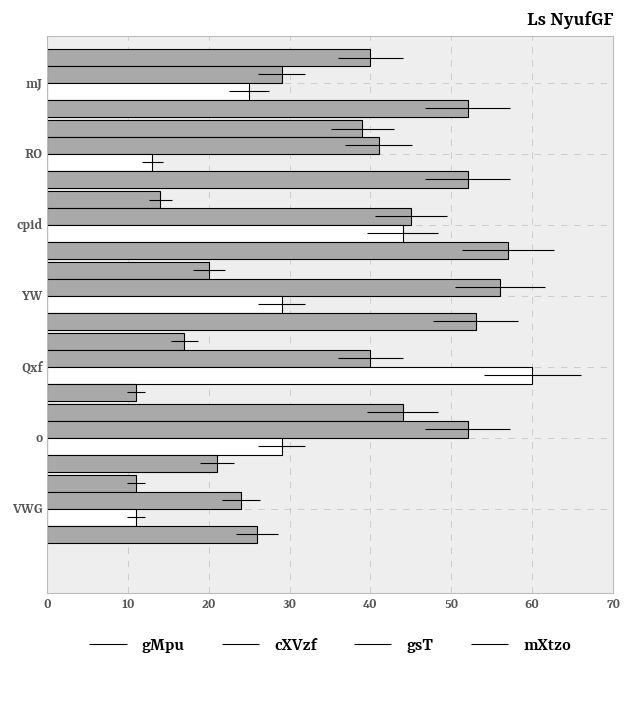 Ls NyufGF
mJ
RO
cpid
YW
Qxf
o
VWG
0 10 20 30 40 50 60 70
gMpu cXVzf gsT mXtzo